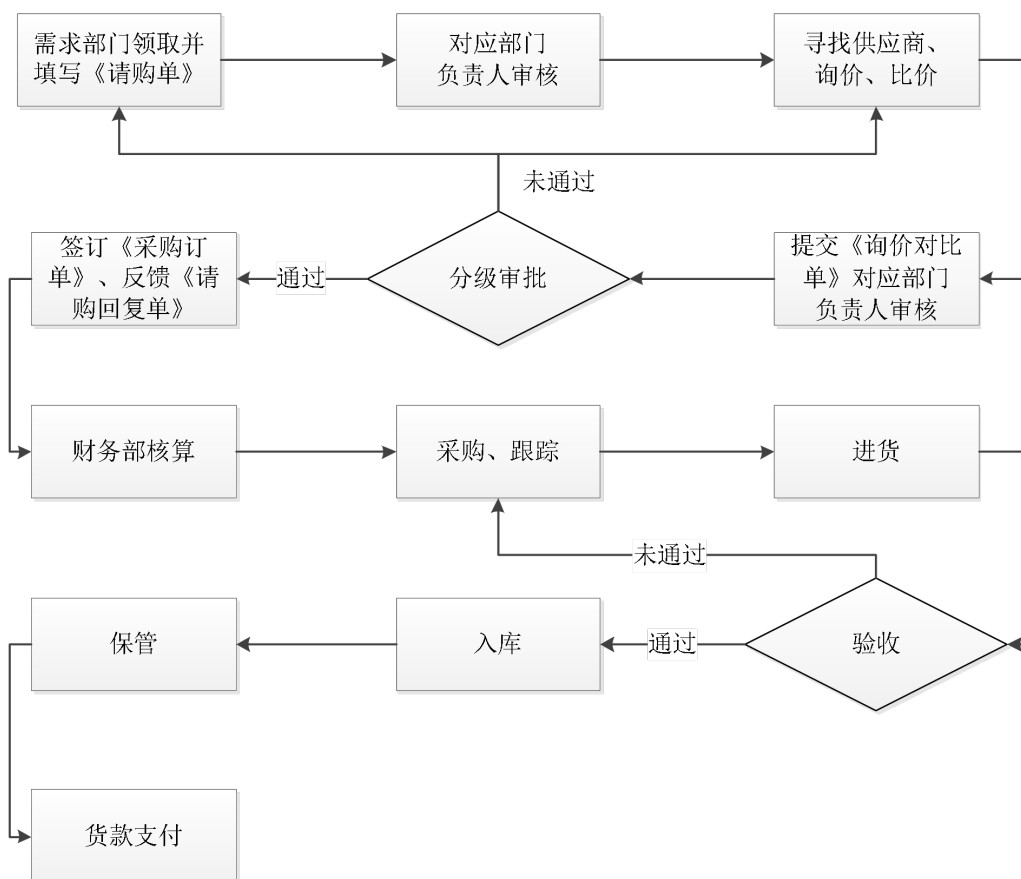 需求部门领取并
填写《请购单》
对应部门
负责人审核
寻找供应商、
询价、比价
未通过
签订《采购订
单》、反馈《请
购回复单》
通过
分级审批
提交《询价对比
单》对应部门
负责人审核
财务部核算
采购、跟踪
进货
未通过
保管
入库
通过
验收
货款支付